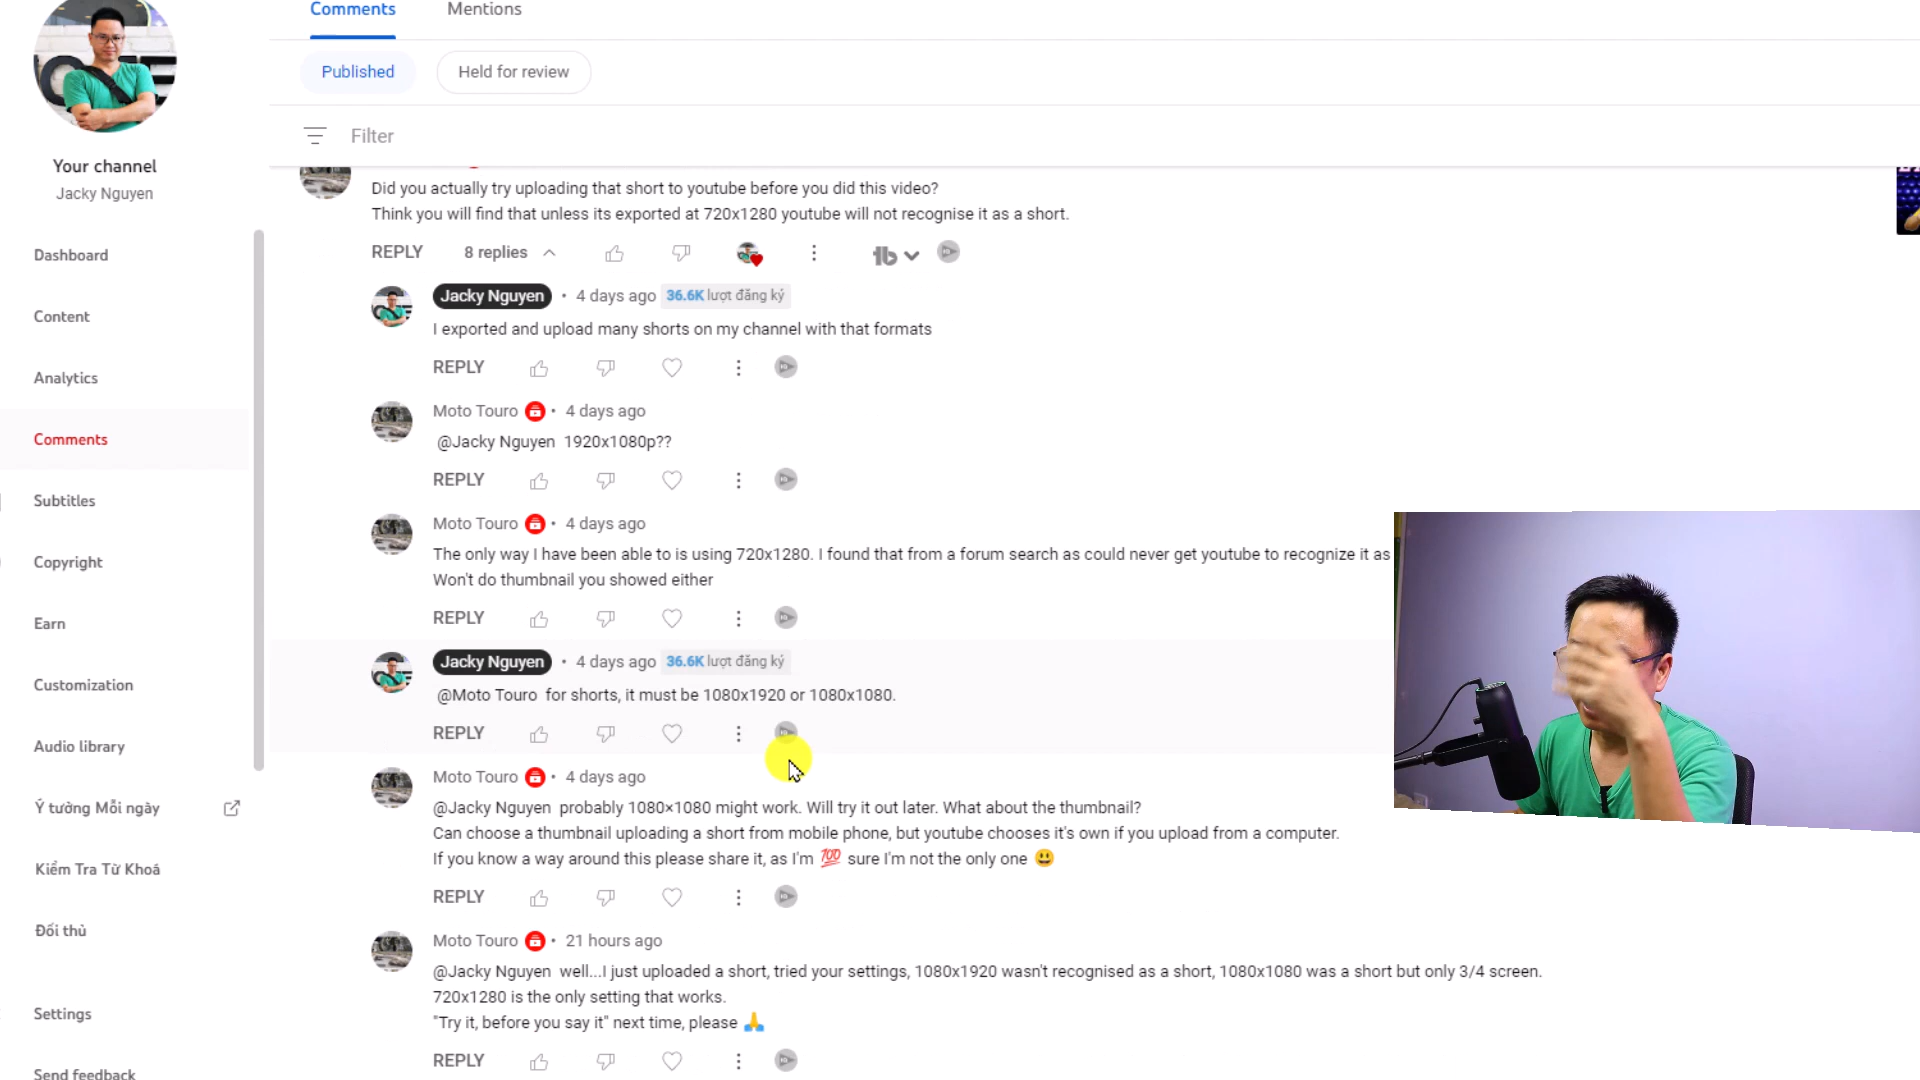 Comments
Mentions
Published
Held for review
Filter
Your channel
Jacky Nguyen
Dashboard
Content
Analytics
Comments
Subtitles
Copyright
Earn
Customization
Audio library
Ý tưởng Mỗi ngày
Kiểm Tra Từ Khoá
Đối thủ
Settings
Send feedback
Did you actually try uploading that short to youtube before you did this video?
Think you will find that unless its exported at 720x1280 youtube will not recognise it as a short.
REPLY 8 replies
Jacky Nguyen • 4 days ago 36.6K lượt đăng ký
I exported and upload many shorts on my channel with that formats
REPLY
Moto Touro • 4 days ago
@Jacky Nguyen 1920x1080p??
REPLY
Moto Touro • 4 days ago
The only way I have been able to is using 720x1280. I found that from a forum search as could never get youtube to recognize it as
Won't do thumbnail you showed either
REPLY
Jacky Nguyen • 4 days ago 36.6K lượt đăng ký
@Moto Touro for shorts, it must be 1080x1920 or 1080x1080.
REPLY
Moto Touro • 4 days ago
@Jacky Nguyen probably 1080×1080 might work. Will try it out later. What about the thumbnail?
Can choose a thumbnail uploading a short from mobile phone, but youtube chooses it's own if you upload from a computer.
If you know a way around this please share it, as I'm 💯 sure I'm not the only one 😃
REPLY
Moto Touro • 21 hours ago
@Jacky Nguyen well...I just uploaded a short, tried your settings, 1080x1920 wasn't recognised as a short, 1080x1080 was a short but only 3/4 screen.
720x1280 is the only setting that works.
"Try it, before you say it" next time, please 🙏
REPLY